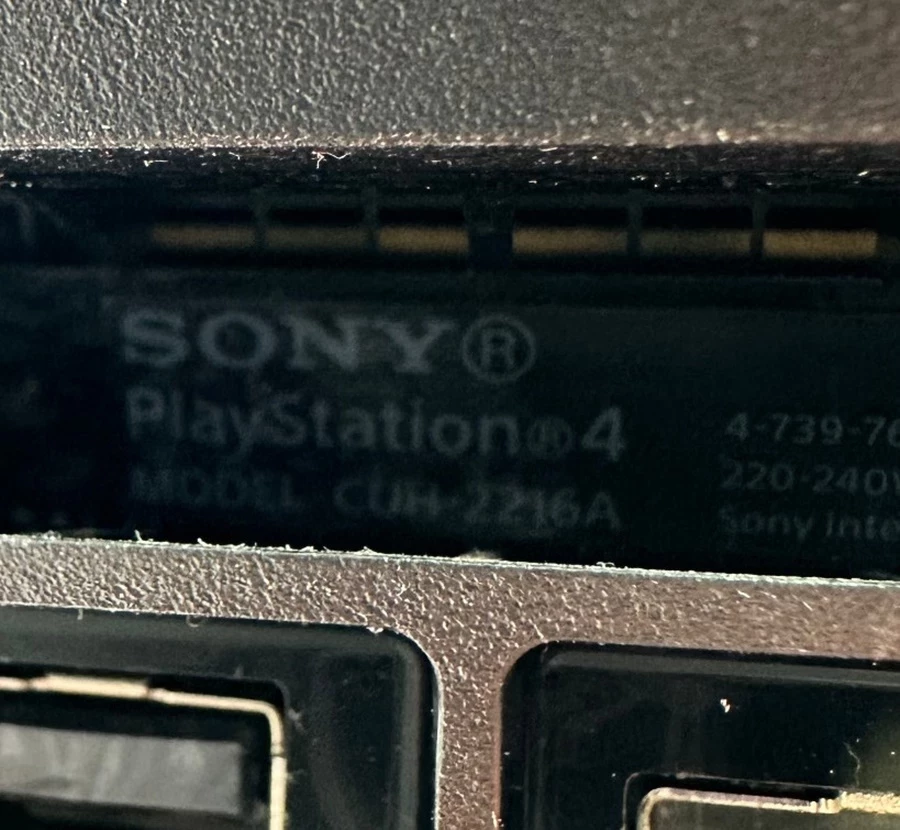 SONY®
PlayStation®4
MODEL CUH-2216A
4-739-76
220-240V
Sony Inte